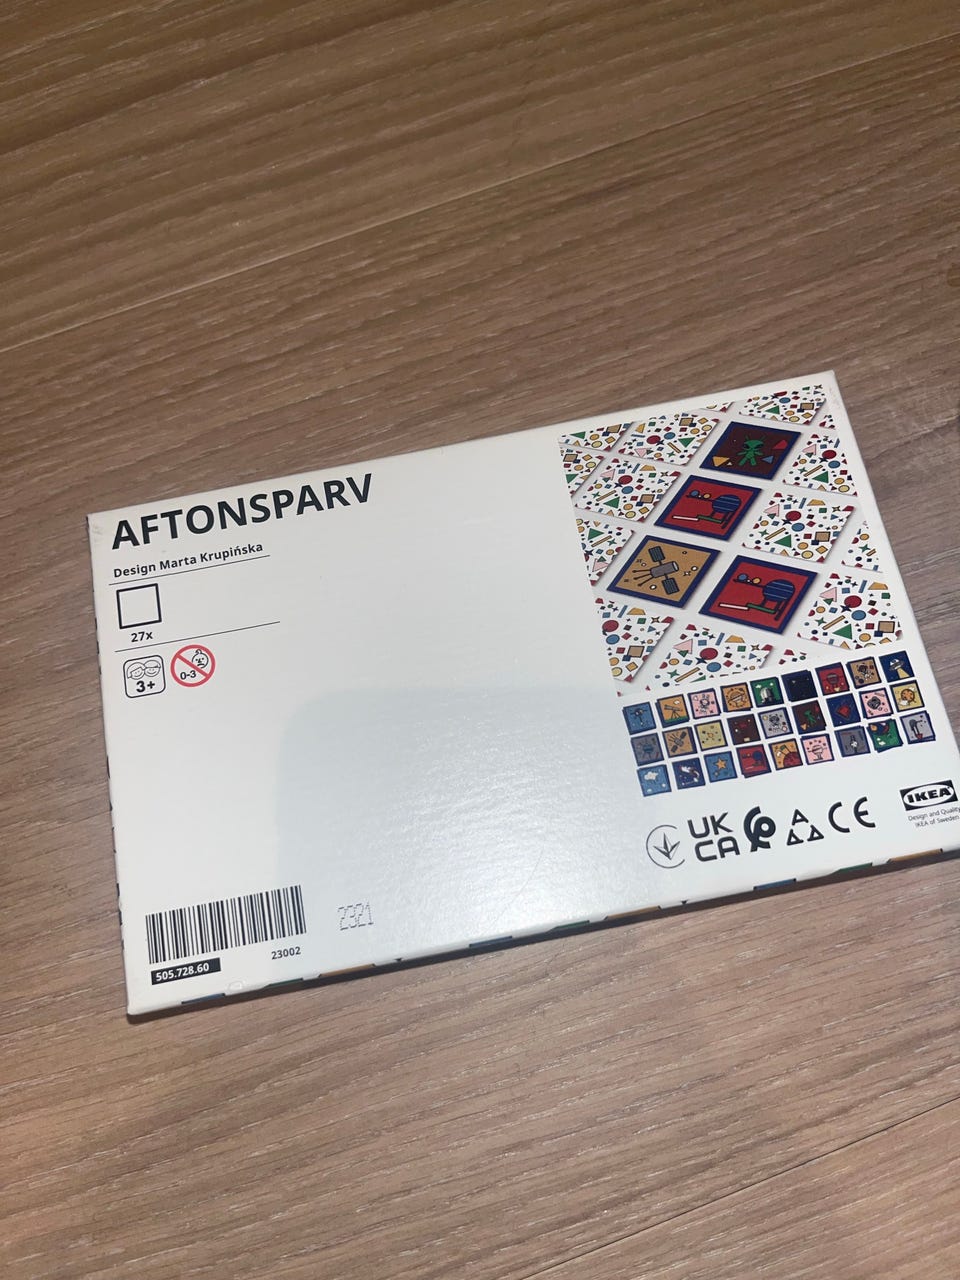 AFTONSPARV
Design Marta Krupińska
27x
3+
0-3
UK
CA
CE
IKEA
Design and Quality
IKEA of Sweden
505.728.60
23002
2321